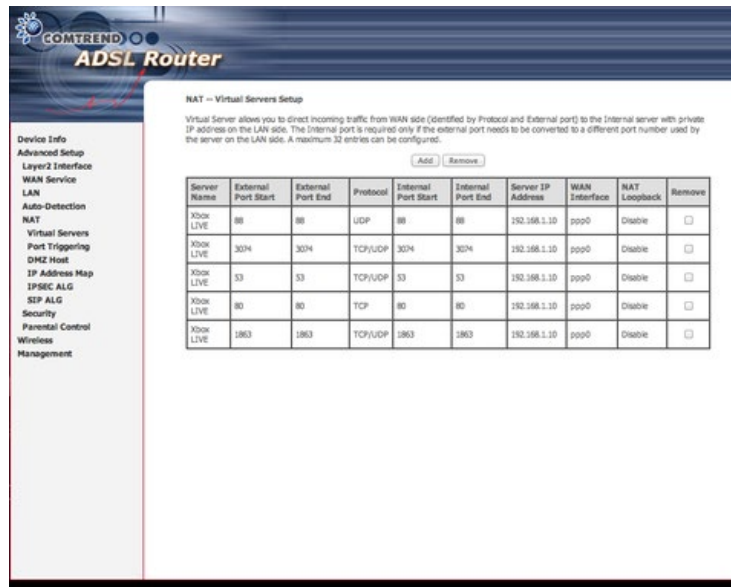 COMTREND
ADSL Router
Device Info
Advanced Setup
Layer2 Interface
WAN Service
LAN
Auto-Detection
NAT
Virtual Servers
Port Triggering
DMZ Host
IP Address Map
IPSEC ALG
SIP ALG
Security
Parental Control
Wireless
Management
NAT -- Virtual Servers Setup
Virtual Server allows you to direct incoming traffic from WAN side (identified by Protocol and External port) to the Internal server with private
IP address on the LAN side. The Internal port is required only if the external port needs to be converted to a different port number used by
the server on the LAN side. A maximum 32 entries can be configured.
Add Remove
Server Name External Port Start External Port End Protocol Internal Port Start Internal Port End Server IP Address WAN Interface NAT Loopback Remove
Xbox LIVE 88 88 UDP 88 88 192.168.1.10 ppp0 Disable
Xbox LIVE 3074 3074 TCP/UDP 3074 3074 192.168.1.10 ppp0 Disable
Xbox LIVE 53 53 TCP/UDP 53 53 192.168.1.10 ppp0 Disable
Xbox LIVE 80 80 TCP 80 80 192.168.1.10 ppp0 Disable
Xbox LIVE 1863 1863 TCP/UDP 1863 1863 192.168.1.10 ppp0 Disable